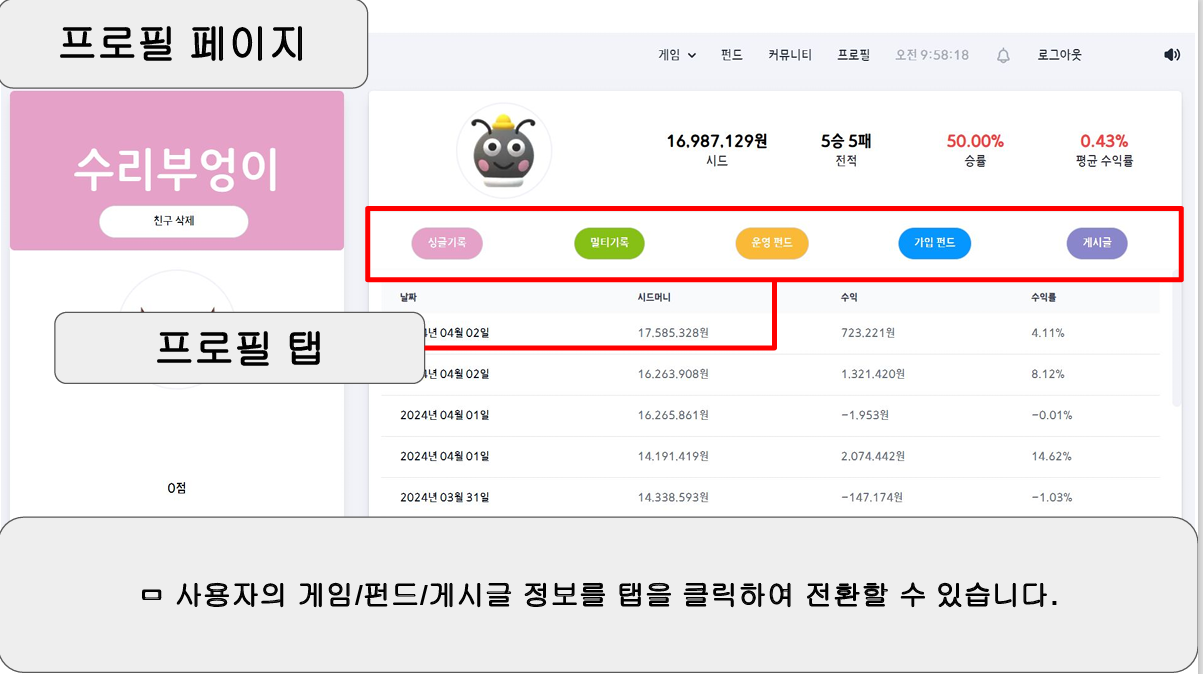 프로필 페이지
게임 펀드 커뮤니티 프로필 오전 9:58:18 로그아웃
수리부엉이
친구 삭제
16,987,129원 5승 5패 50.00% 0.43%
시드 전적 승률 평균 수익률
싱글기록 멀티기록 운영 펀드 가입 펀드 게시글
날짜 시드머니 수익 수익률
년 04월 02일 17,585,328원 723,221원 4.11%
프로필 탭
년 04월 02일 16,263,908원 1,321,420원 8.12%
2024년 04월 01일 16,265,861원 -1,953원 -0.01%
2024년 04월 01일 14,191,419원 2,074,442원 14.62%
2024년 03월 31일 14,338,593원 -147,174원 -1.03%
0점
ㅁ 사용자의 게임/펀드/게시글 정보를 탭을 클릭하여 전환할 수 있습니다.